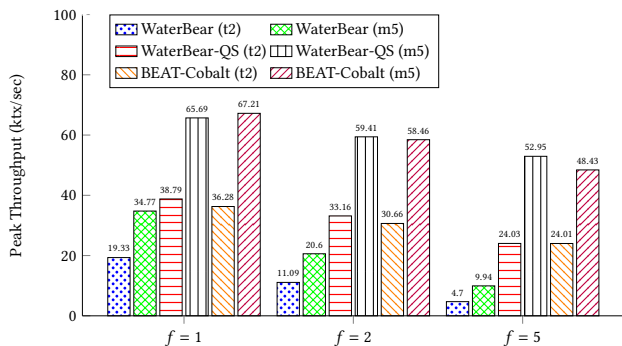 100
80
60
40
20
0
Peak Throughput (ktx/sec)
WaterBear (t2) WaterBear (m5)
WaterBear-QS (t2) WaterBear-QS (m5)
BEAT-Cobalt (t2) BEAT-Cobalt (m5)
19.33 34.77 38.79 65.69 36.28 67.21
11.09 20.6 33.16 59.41 30.66 58.46
4.7 9.94 24.03 52.95 24.01 48.43
f = 1 f = 2 f = 5